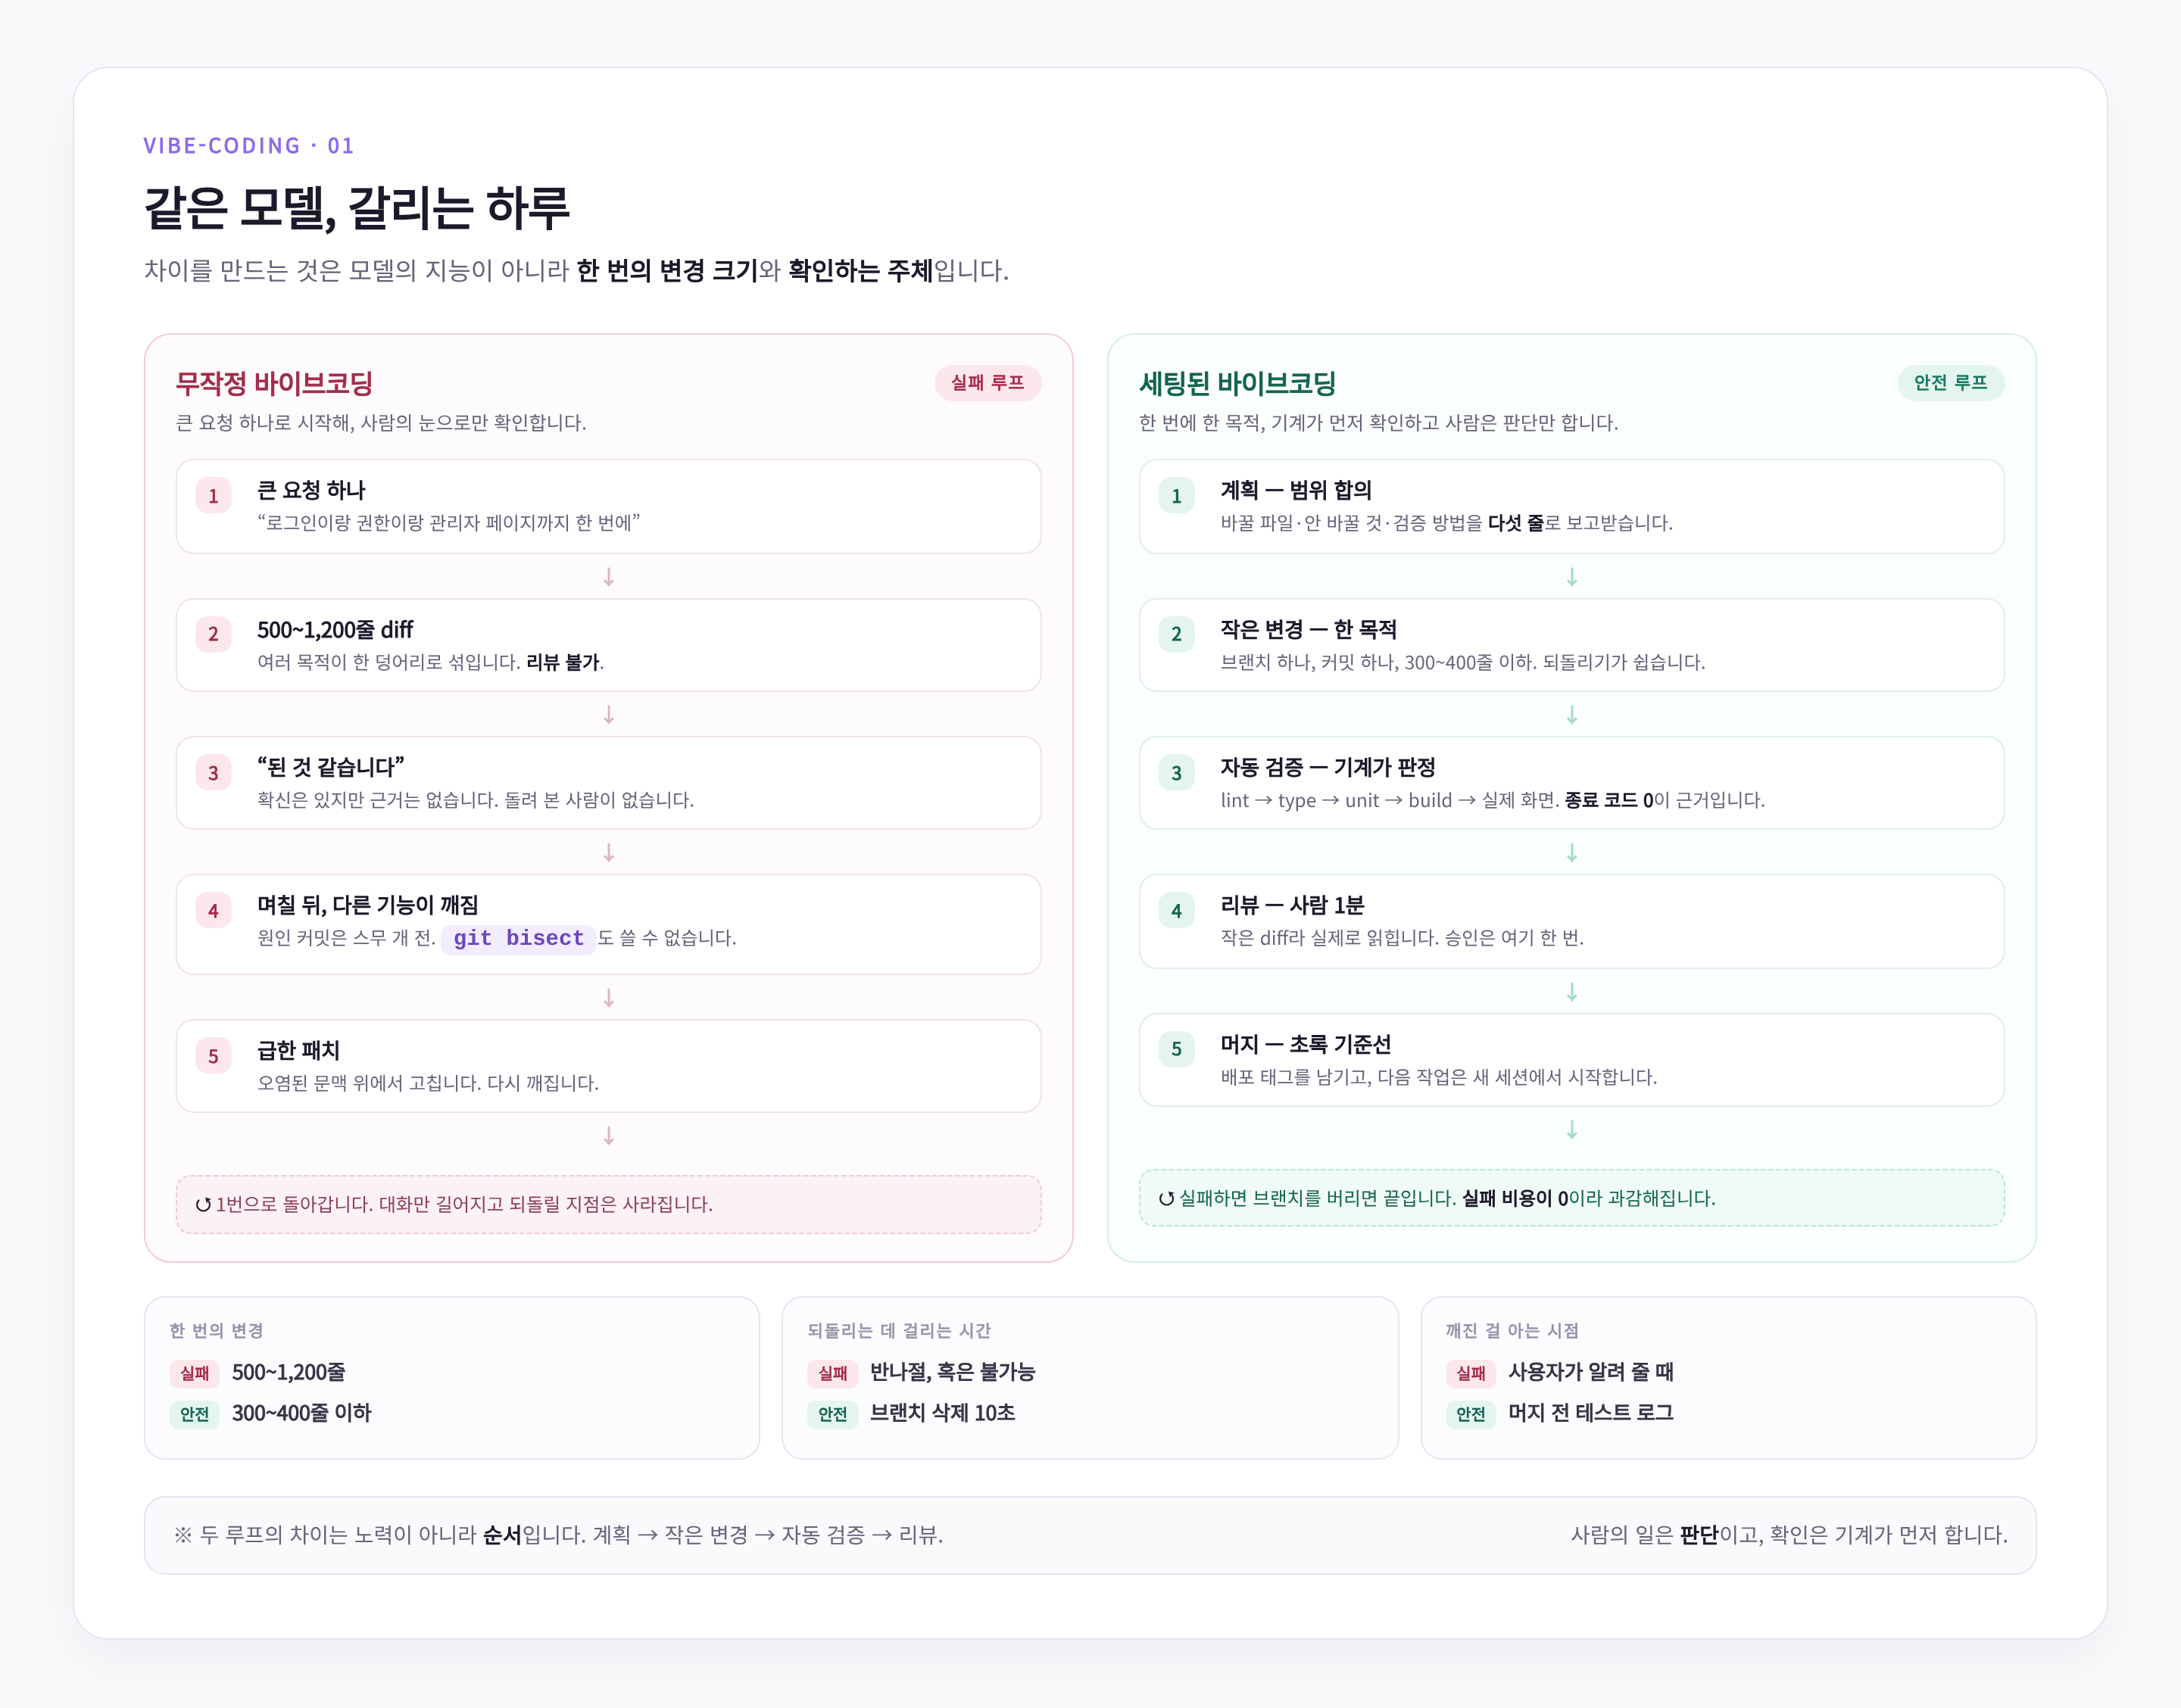 VIBE-CODING · 01
같은 모델, 갈리는 하루
차이를 만드는 것은 모델의 지능이 아니라 한 번의 변경 크기와 확인하는 주체입니다.
무작정 바이브코딩
실패 루프
큰 요청 하나로 시작해, 사람의 눈으로만 확인합니다.
1
큰 요청 하나
“로그인이랑 권한이랑 관리자 페이지까지 한 번에”
↓
2
500~1,200줄 diff
여러 목적이 한 덩어리로 섞입니다. 리뷰 불가.
↓
3
“된 것 같습니다”
확신은 있지만 근거는 없습니다. 돌려 본 사람이 없습니다.
↓
4
며칠 뒤, 다른 기능이 깨짐
원인 커밋은 스무 개 전. git bisect도 쓸 수 없습니다.
↓
5
급한 패치
오염된 문맥 위에서 고칩니다. 다시 깨집니다.
↓
↺ 1번으로 돌아갑니다. 대화만 길어지고 되돌릴 지점은 사라집니다.
세팅된 바이브코딩
안전 루프
한 번에 한 목적, 기계가 먼저 확인하고 사람은 판단만 합니다.
1
계획 — 범위 합의
바꿀 파일·안 바꿀 것·검증 방법을 다섯 줄로 보고받습니다.
↓
2
작은 변경 — 한 목적
브랜치 하나, 커밋 하나, 300~400줄 이하. 되돌리기가 쉽습니다.
↓
3
자동 검증 — 기계가 판정
lint → type → unit → build → 실제 화면. 종료 코드 0이 근거입니다.
↓
4
리뷰 — 사람 1분
작은 diff라 실제로 읽힙니다. 승인은 여기 한 번.
↓
5
머지 — 초록 기준선
배포 태그를 남기고, 다음 작업은 새 세션에서 시작합니다.
↓
↺ 실패하면 브랜치를 버리면 끝입니다. 실패 비용이 0이라 과감해집니다.
한 번의 변경
실패 500~1,200줄
안전 300~400줄 이하
되돌리는 데 걸리는 시간
실패 반나절, 혹은 불가능
안전 브랜치 삭제 10초
깨진 걸 아는 시점
실패 사용자가 알려 줄 때
안전 머지 전 테스트 로그
※ 두 루프의 차이는 노력이 아니라 순서입니다. 계획 → 작은 변경 → 자동 검증 → 리뷰.
사람의 일은 판단이고, 확인은 기계가 먼저 합니다.